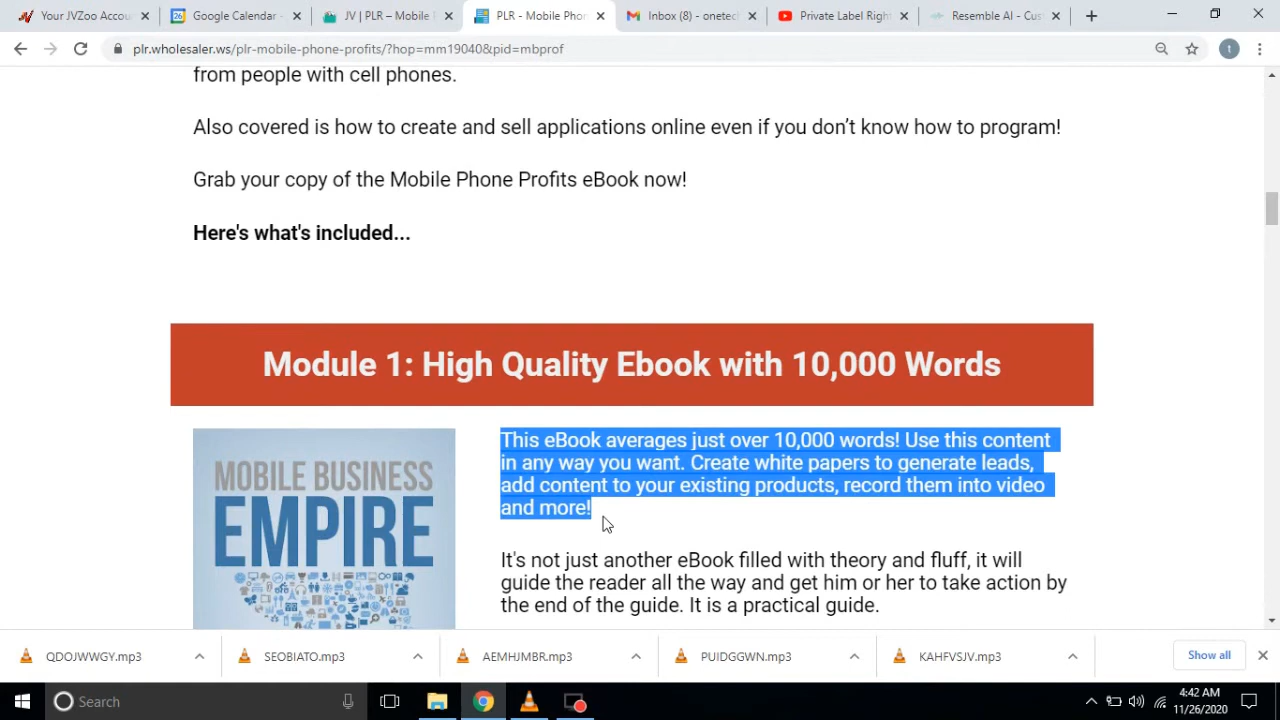 Your JVZoo Accou
Google Calendar -
JV | PLR – Mobile P
PLR - Mobile Phon
Inbox (8) - onetech
Private Label Right
Resemble AI - Cust
plr.wholesaler.ws/plr-mobile-phone-profits/?hop=mm19040&pid=mbprof
from people with cell phones.
Also covered is how to create and sell applications online even if you don’t know how to program!
Grab your copy of the Mobile Phone Profits eBook now!
Here's what's included...
Module 1: High Quality Ebook with 10,000 Words
MOBILE BUSINESS
EMPIRE
This eBook averages just over 10,000 words! Use this content
in any way you want. Create white papers to generate leads,
add content to your existing products, record them into video
and more!
It's not just another eBook filled with theory and fluff, it will
guide the reader all the way and get him or her to take action by
the end of the guide. It is a practical guide.
QDOJWWGY.mp3
SEOBIATO.mp3
AEMHJMBR.mp3
PUIDGGWN.mp3
KAHFVSJV.mp3
Show all
Search
4:42 AM
11/26/2020